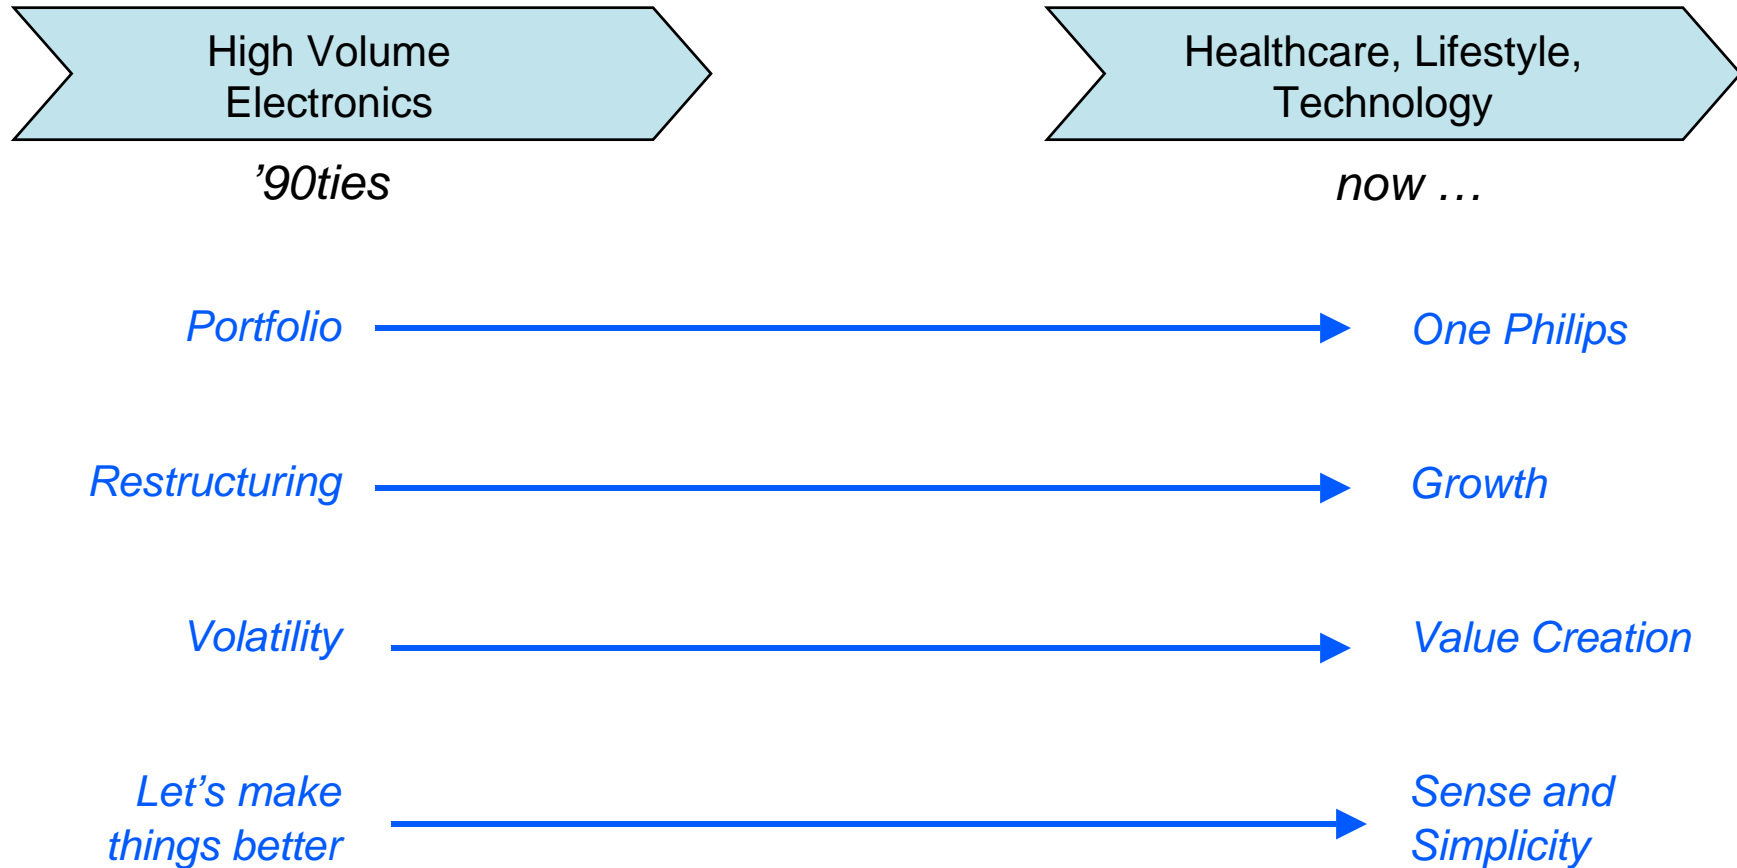 High Volume
Electronics
Healthcare, Lifestyle,
Technology
’90ties
now …
Portfolio
One Philips
Restructuring
Growth
Volatility
Value Creation
Let’s make
things better
Sense and
Simplicity